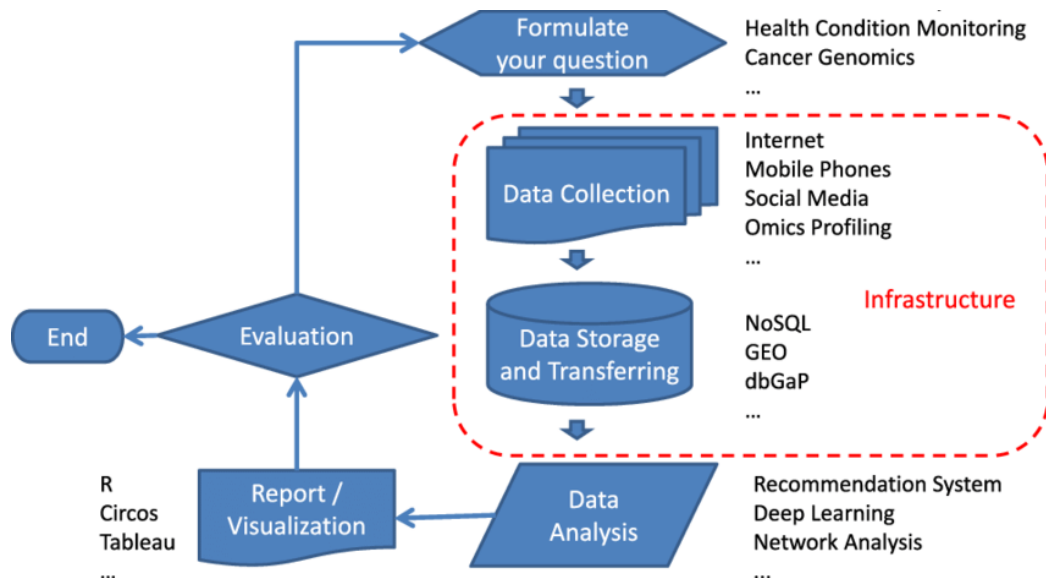 Formulate
your question
Health Condition Monitoring
Cancer Genomics
...
Data Collection
Internet
Mobile Phones
Social Media
Omics Profiling
...
Infrastructure
Data Storage
and Transferring
NoSQL
GEO
dbGaP
...
End
Evaluation
R
Circos
Tableau
...
Report /
Visualization
Data
Analysis
Recommendation System
Deep Learning
Network Analysis
...